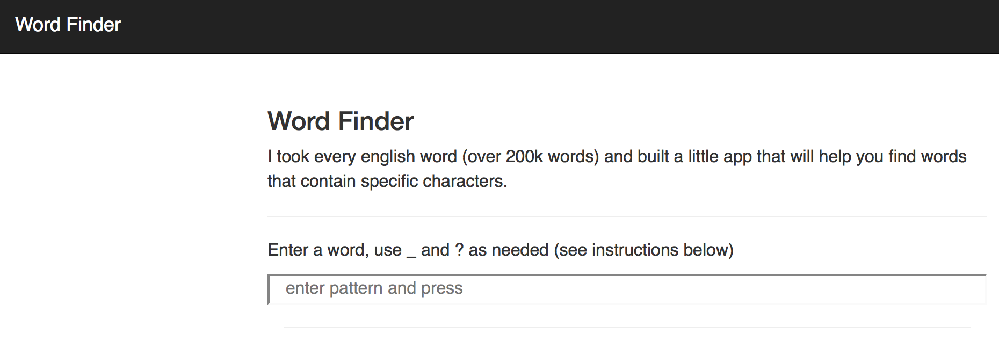 Word Finder
Word Finder
I took every english word (over 200k words) and built a little app that will help you find words
that contain specific characters.
Enter a word, use _ and ? as needed (see instructions below)
enter pattern and press